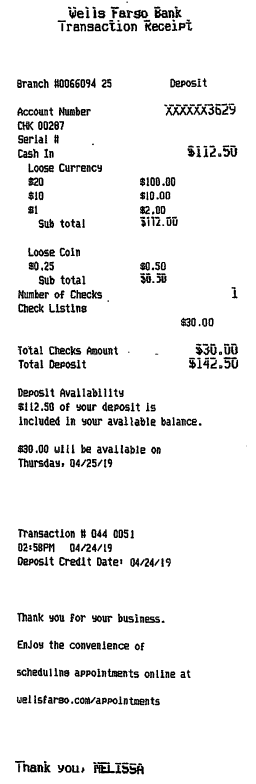 Wells Fargo Bank
Transaction Receipt
Branch #0066094 25 Deposit
Account Number XXXXXX3629
CHK 00287
Serial #
Cash In $112.50
Loose Currency
$20 $100.00
$10 $10.00
$1 $2.00
Sub total $112.00
Loose Coin
$0.25 $0.50
Sub total $0.50
Number of Checks 1
Check Listing
$30.00
Total Checks Amount $30.00
Total Deposit $142.50
Deposit Availability
$112.50 of your deposit is
included in your available balance.
$30.00 will be available on
Thursday, 04/25/19
Transaction # 044 0051
02:58PM 04/24/19
Deposit Credit Date: 04/24/19
Thank you for your business.
Enjoy the convenience of
scheduling appointments online at
wellsfargo.com/appointments
Thank you, MELISSA